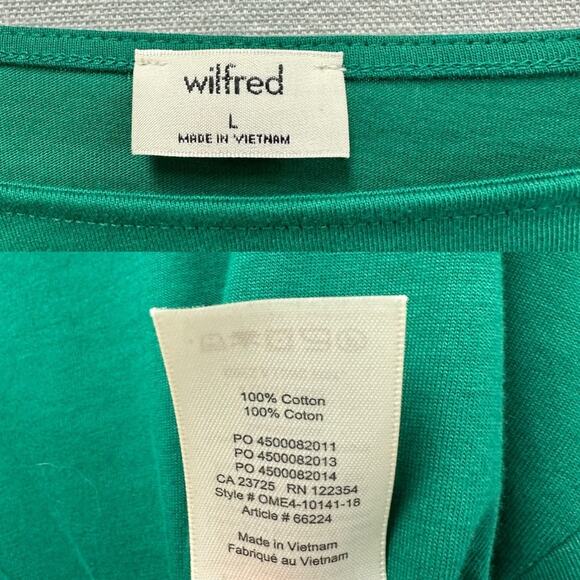 wilfred
L
MADE IN VIETNAM
100% Cotton
100% Coton
PO 4500082011
PO 4500082013
PO 4500082014
CA 23725 RN 122354
Style # OME4-10141-18
Article # 66224
Made in Vietnam
Fabriqué au Vietnam